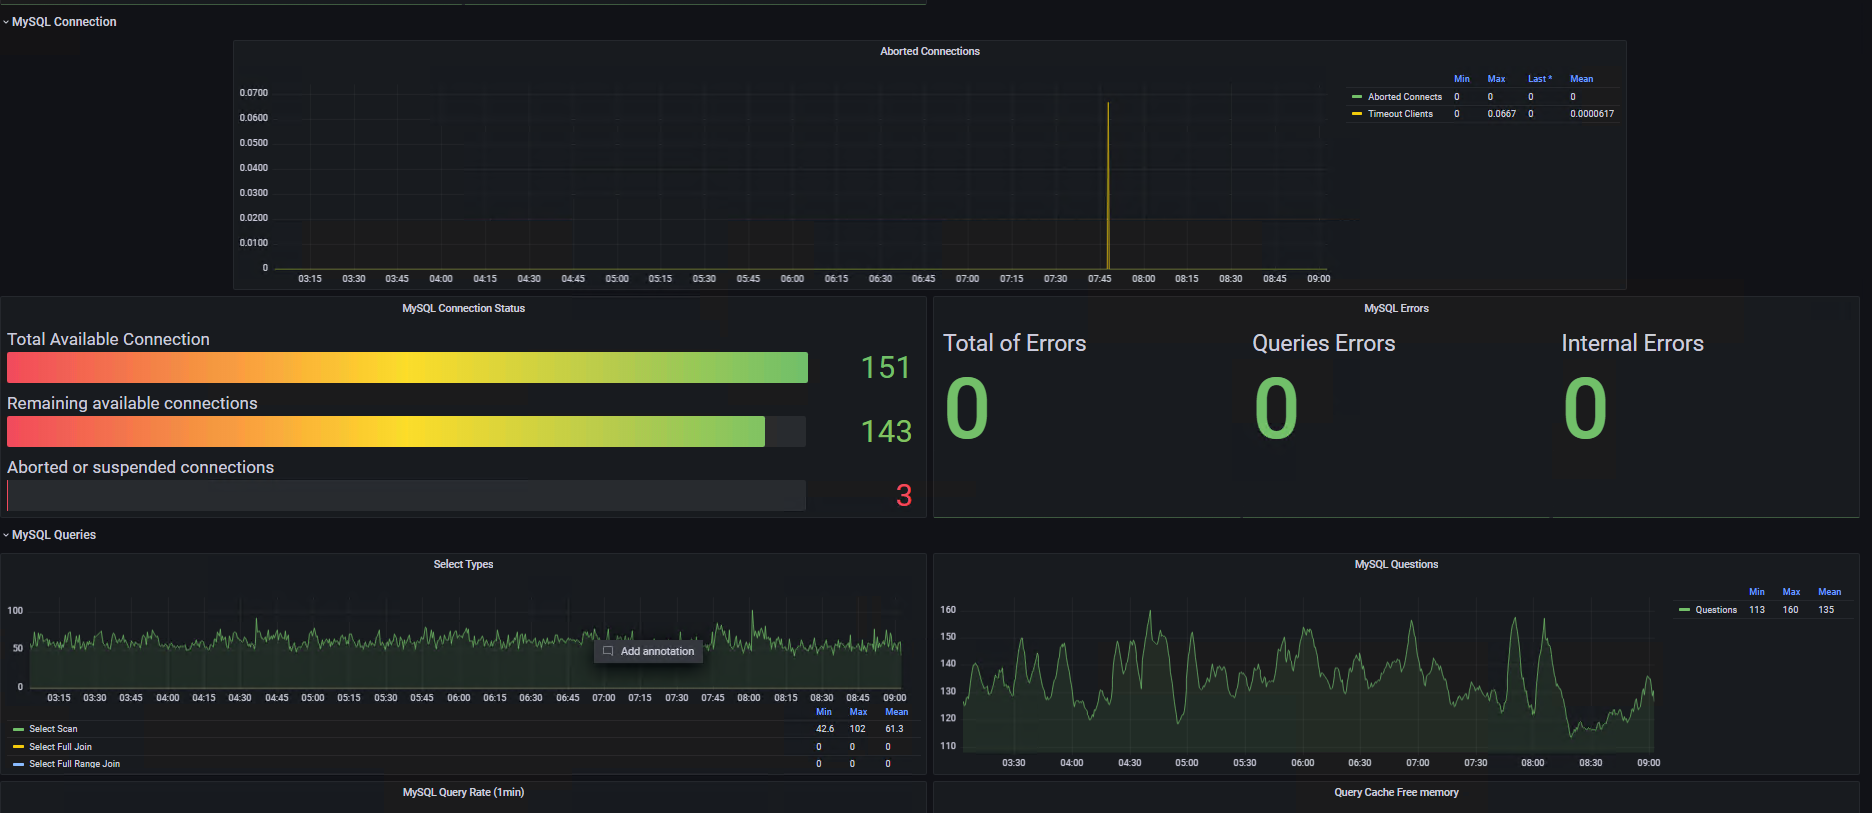 MySQL Connection
Aborted Connections
Min Max Last * Mean
Aborted Connects 0 0 0 0
Timeout Clients 0 0.0667 0 0.0000617
0.0700
0.0600
0.0500
0.0400
0.0300
0.0200
0.0100
0
03:15 03:30 03:45 04:00 04:15 04:30 04:45 05:00 05:15 05:30 05:45 06:00 06:15 06:30 06:45 07:00 07:15 07:30 07:45 08:00 08:15 08:30 08:45 09:00
MySQL Connection Status
Total Available Connection
151
Remaining available connections
143
Aborted or suspended connections
3
MySQL Errors
Total of Errors Queries Errors Internal Errors
0 0 0
MySQL Queries
Select Types
100
50
0
Add annotation
03:15 03:30 03:45 04:00 04:15 04:30 04:45 05:00 05:15 05:30 05:45 06:00 06:15 06:30 06:45 07:00 07:15 07:30 07:45 08:00 08:15 08:30 08:45 09:00
Min Max Mean
Select Scan 42.6 102 61.3
Select Full Join 0 0 0
Select Full Range Join 0 0 0
MySQL Questions
Min Max Mean
Questions 113 160 135
160
150
140
130
120
110
03:30 04:00 04:30 05:00 05:30 06:00 06:30 07:00 07:30 08:00 08:30 09:00
MySQL Query Rate (1min)
Query Cache Free memory